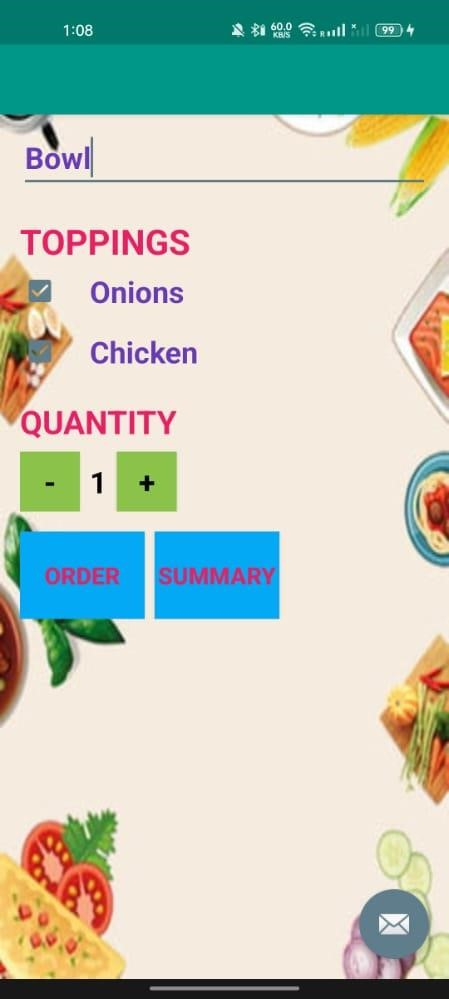 1:08
60.0
KB/S
R
x
99
Bowl
TOPPINGS
Onions
Chicken
QUANTITY
- 1 +
ORDER SUMMARY